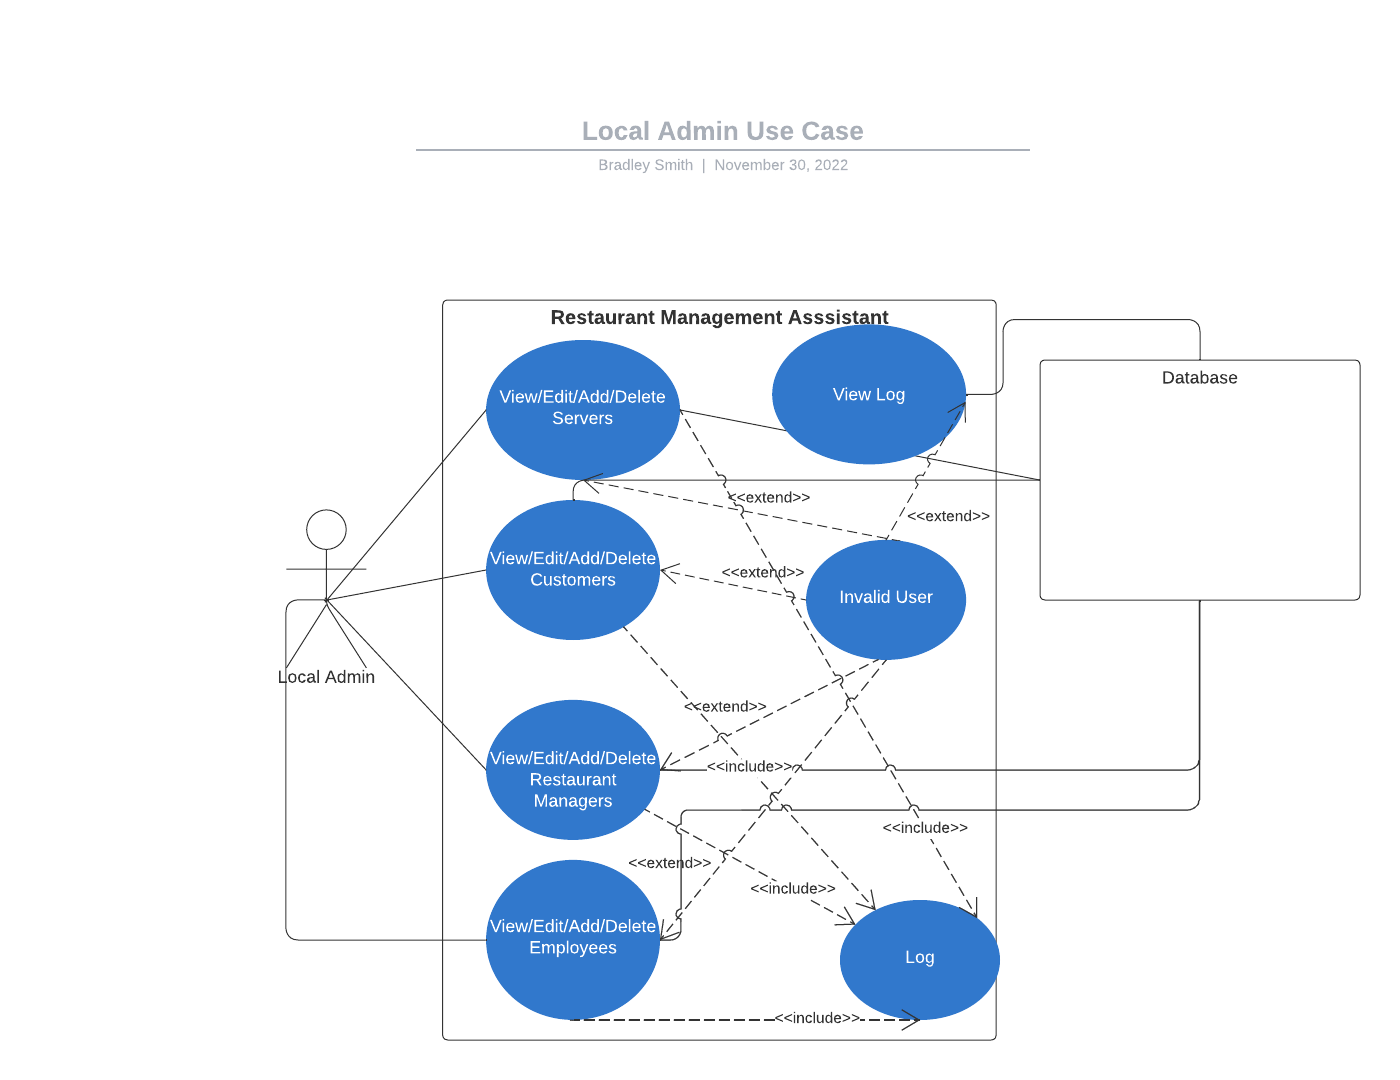 Local Admin Use Case
Bradley Smith | November 30, 2022
Restaurant Management Asssistant
View/Edit/Add/Delete
Servers
View Log
Database
<<extend>>
<<extend>>
View/Edit/Add/Delete
Customers
<<extend>>
Invalid User
Local Admin
<<extend>>
View/Edit/Add/Delete
Restaurant
Managers
<<include>>
<<include>>
<<extend>>
<<include>>
View/Edit/Add/Delete
Employees
Log
<<include>>